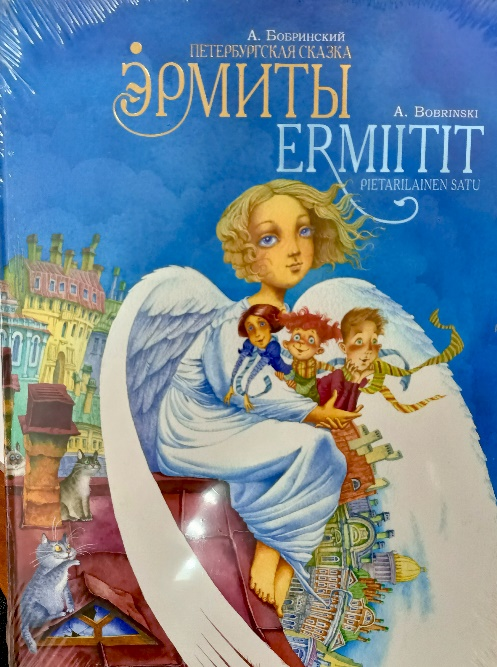 А. Бобринский
ПЕТЕРБУРГСКАЯ СКАЗКА
ЭРМИТЫ
A. Bobrinski
ERMIITIT
PIETARILAINEN SATU